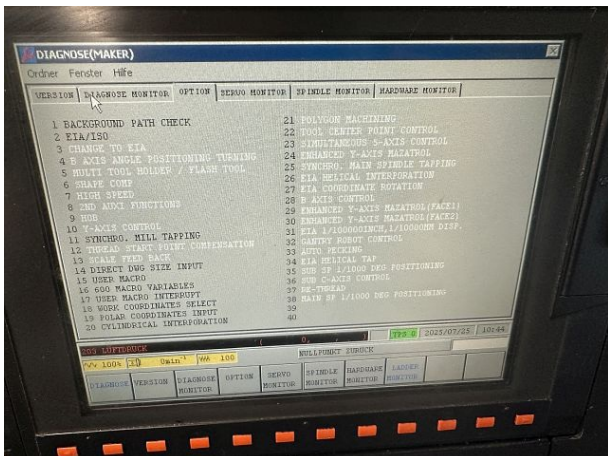 DIAGNOSE(MAKER)
Ordner Fenster Hilfe
VERSION DIAGNOSE MONITOR OPTION SERVO MONITOR SPINDLE MONITOR HARDWARE MONITOR
1 BACKGROUND PATH CHECK
2 EIA/ISO
3 CHANGE TO EIA
4 B AXIS ANGLE POSITIONING TURNING
5 MULTI TOOL HOLDER / FLASH TOOL
6 SHAPE COMP
7 HIGH SPEED
8 2ND AUXI FUNCTIONS
9 HOB
10 Y-AXIS CONTROL
11 SYNCHRO. MILL TAPPING
12 THREAD START POINT COMPENSATION
13 SCALE FEED BACK
14 DIRECT DWG SIZE INPUT
15 USER MACRO
16 600 MACRO VARIABLES
17 USER MACRO INTERRUPT
18 WORK COORDINATES SELECT
19 POLAR COORDINATES INPUT
20 CYLINDRICAL INTERPORATION
21 POLYGON MACHINING
22 TOOL CENTER POINT CONTROL
23 SIMULTANEOUS 5-AXIS CONTROL
24 ENHANCED Y-AXIS MAZATROL
25 SYNCHRO. MAIN SPINDLE TAPPING
26 EIA HELICAL INTERPORATION
27 EIA COORDINATE ROTATION
28 B AXIS CONTROL
29 ENHANCED Y-AXIS MAZATROL(FACE1)
30 ENHANCED Y-AXIS MAZATROL(FACE2)
31 EIA 1/100000INCH,1/10000MM DISP.
32 GANTRY ROBOT CONTROL
33 AUTO PECKING
34 EIA HELICAL TAP
35 SUB SP 1/1000 DEG POSITIONING
36 SUB C-AXIS CONTROL
37 RE-THREAD
38 MAIN SP 1/1000 DEG POSITIONING
39
40
203 LUFTDRUCK ( 0,
TPS 0 2025/07/25 10:44
100% 0min⁻¹ 100 NULLPUNKT ZURUCK
DIAGNOSE VERSION DIAGNOSE MONITOR OPTION SERVO MONITOR SPINDLE MONITOR HARDWARE MONITOR LADDER MONITOR